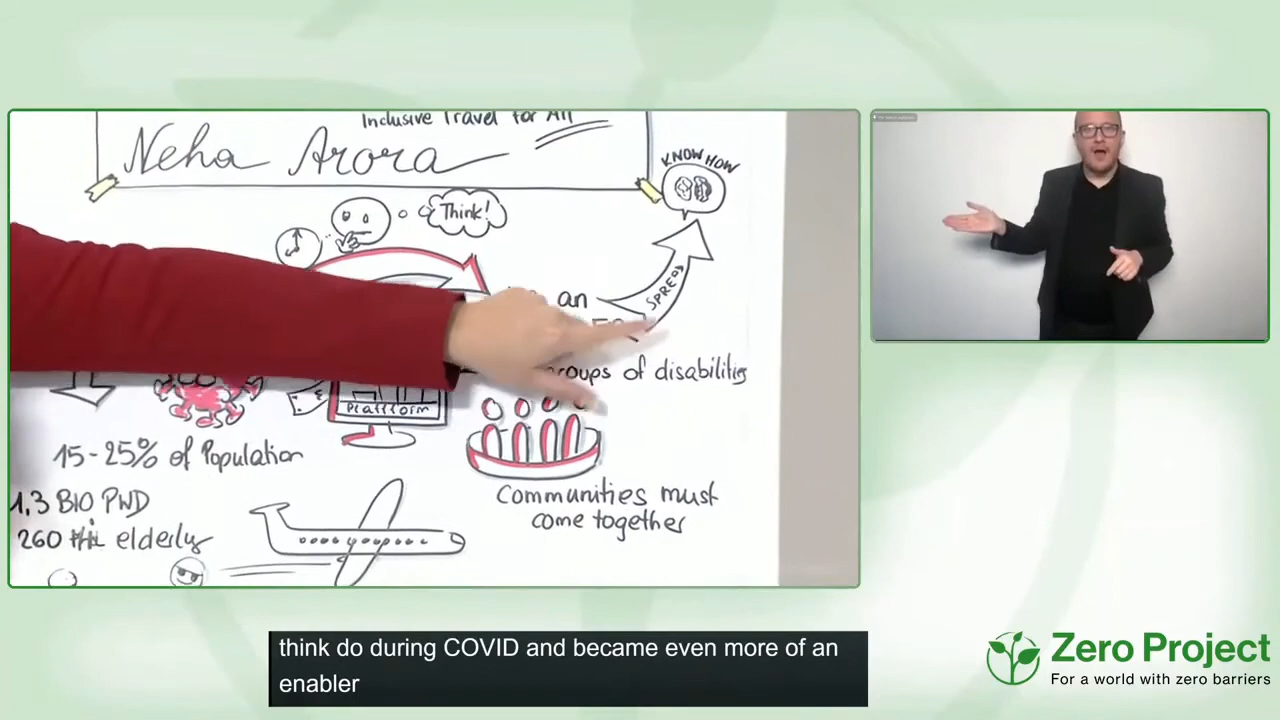 Inclusive Travel for All
Neha Arora
KNOW HOW
Think!
an
SPREAD
groups of disabilities
Platform
15-25% of Population
1,3 BIO PWD
260 elderly
Communities must
come together
think do during COVID and became even more of an
enabler
Zero Project
For a world with zero barriers